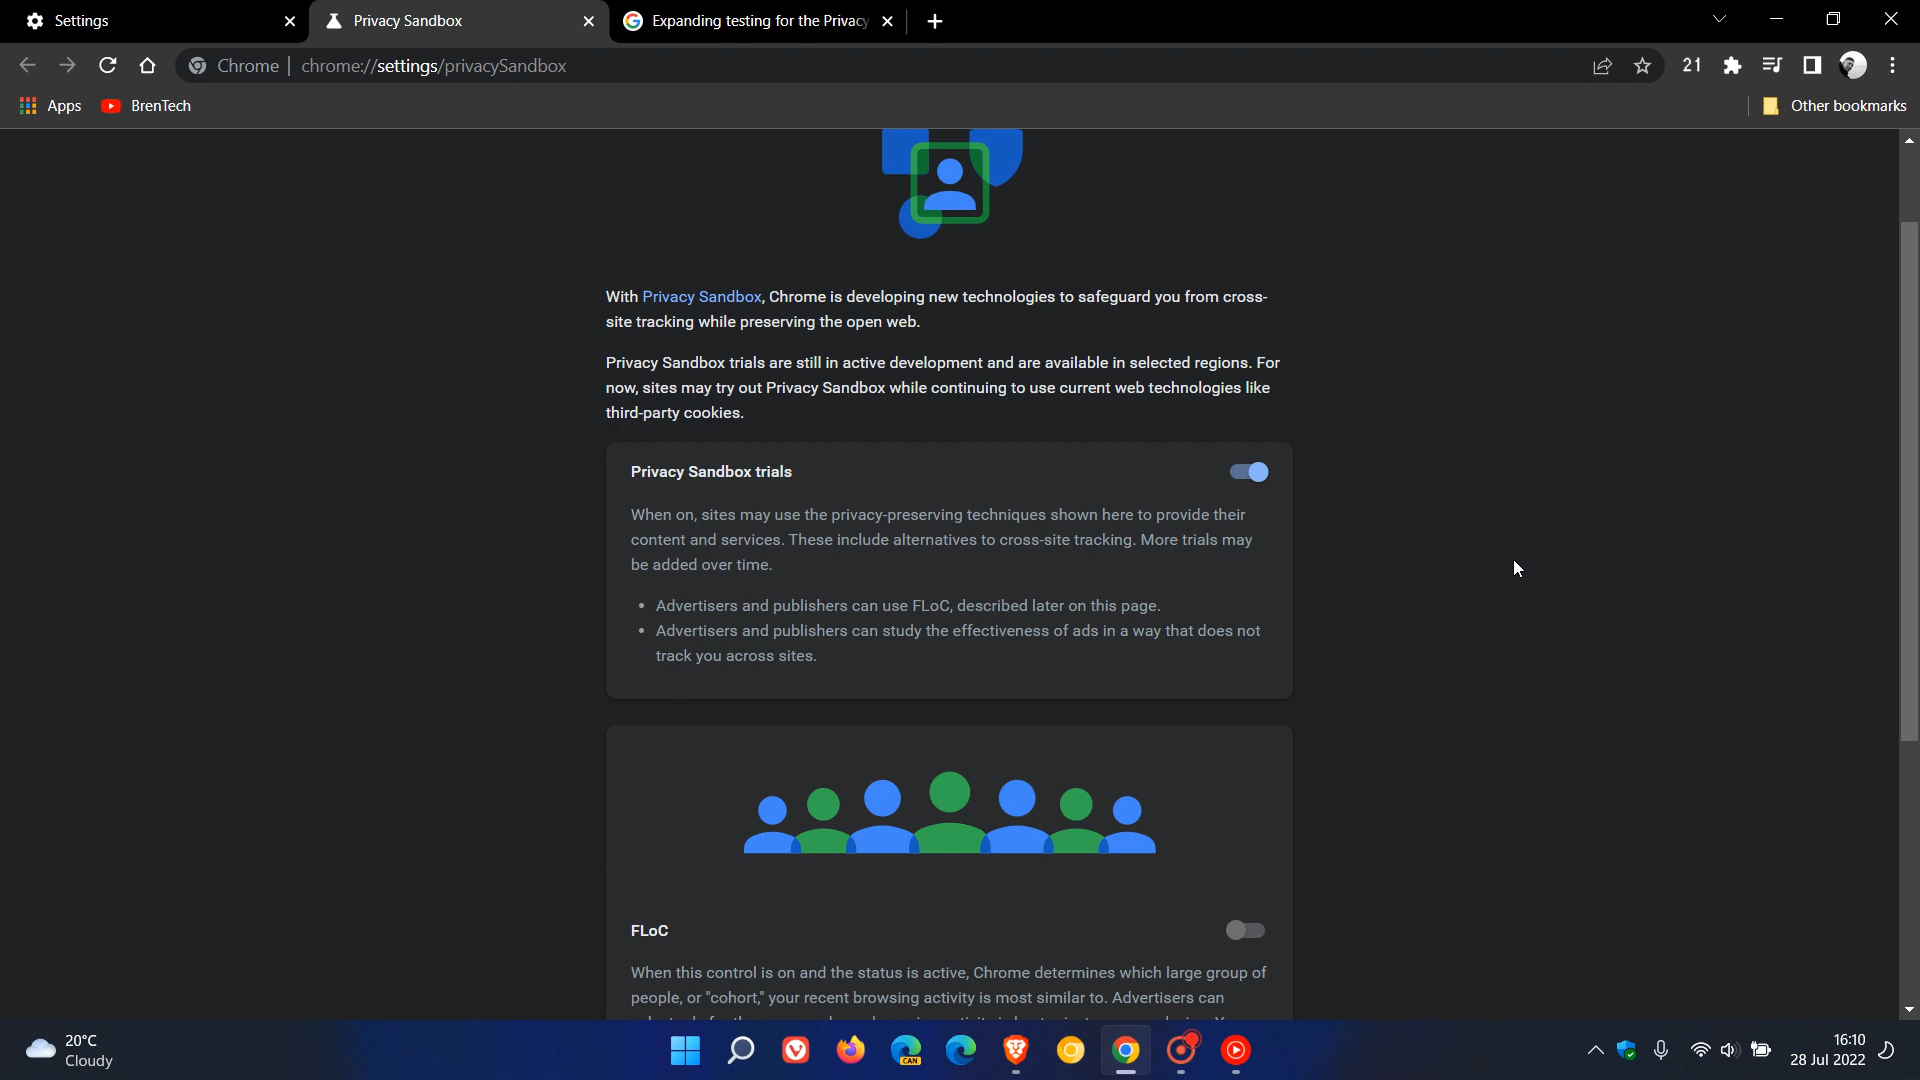 Settings
Privacy Sandbox
Expanding testing for the Privacy
Chrome
chrome://settings/privacySandbox
21
Apps
BrenTech
Other bookmarks
With Privacy Sandbox, Chrome is developing new technologies to safeguard you from cross-
site tracking while preserving the open web.
Privacy Sandbox trials are still in active development and are available in selected regions. For
now, sites may try out Privacy Sandbox while continuing to use current web technologies like
third-party cookies.
Privacy Sandbox trials
When on, sites may use the privacy-preserving techniques shown here to provide their
content and services. These include alternatives to cross-site tracking. More trials may
be added over time.
• Advertisers and publishers can use FLoC, described later on this page.
• Advertisers and publishers can study the effectiveness of ads in a way that does not
track you across sites.
FLoC
When this control is on and the status is active, Chrome determines which large group of
people, or "cohort," your recent browsing activity is most similar to. Advertisers can
20°C
Cloudy
CAN
16:10
28 Jul 2022